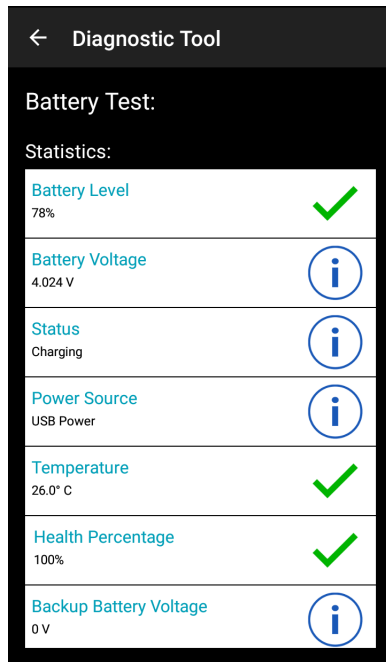 Diagnostic Tool
Battery Test:
Statistics:
Battery Level
78%
Battery Voltage
4.024 V
Status
Charging
Power Source
USB Power
Temperature
26.0° C
Health Percentage
100%
Backup Battery Voltage
0 V